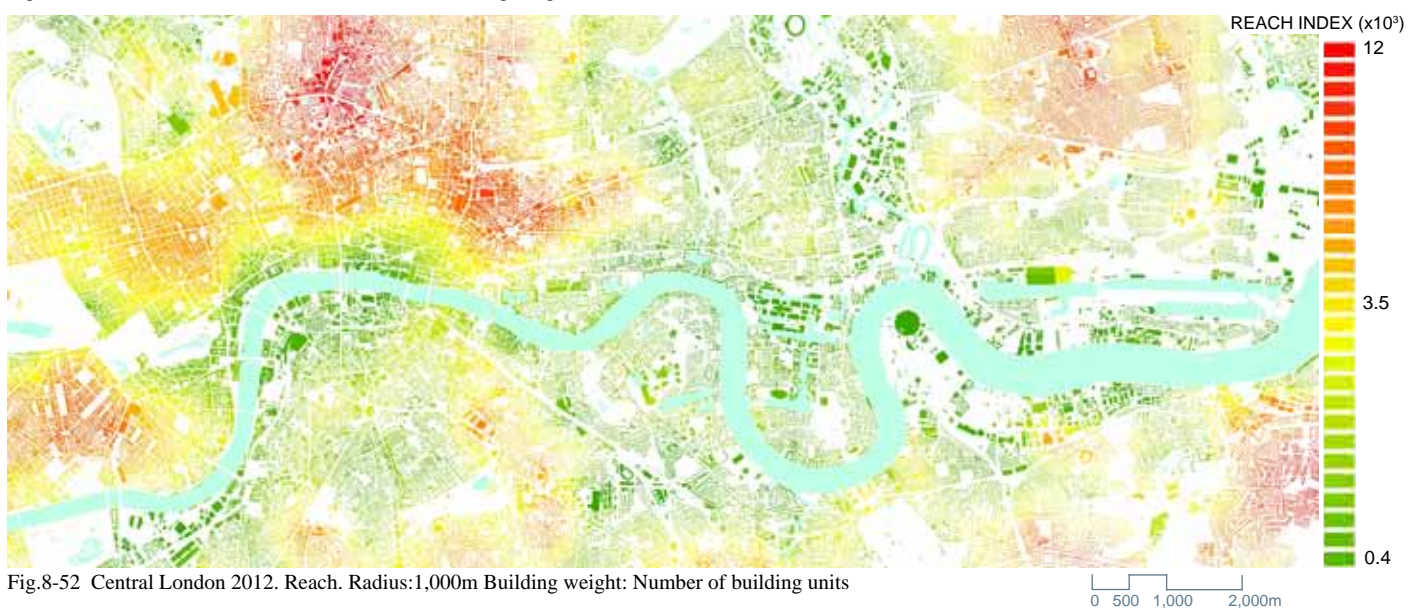 REACH INDEX (x10³)
12
3.5
0.4
Fig.8-52 Central London 2012. Reach. Radius:1,000m Building weight: Number of building units
0 500 1,000 2,000m